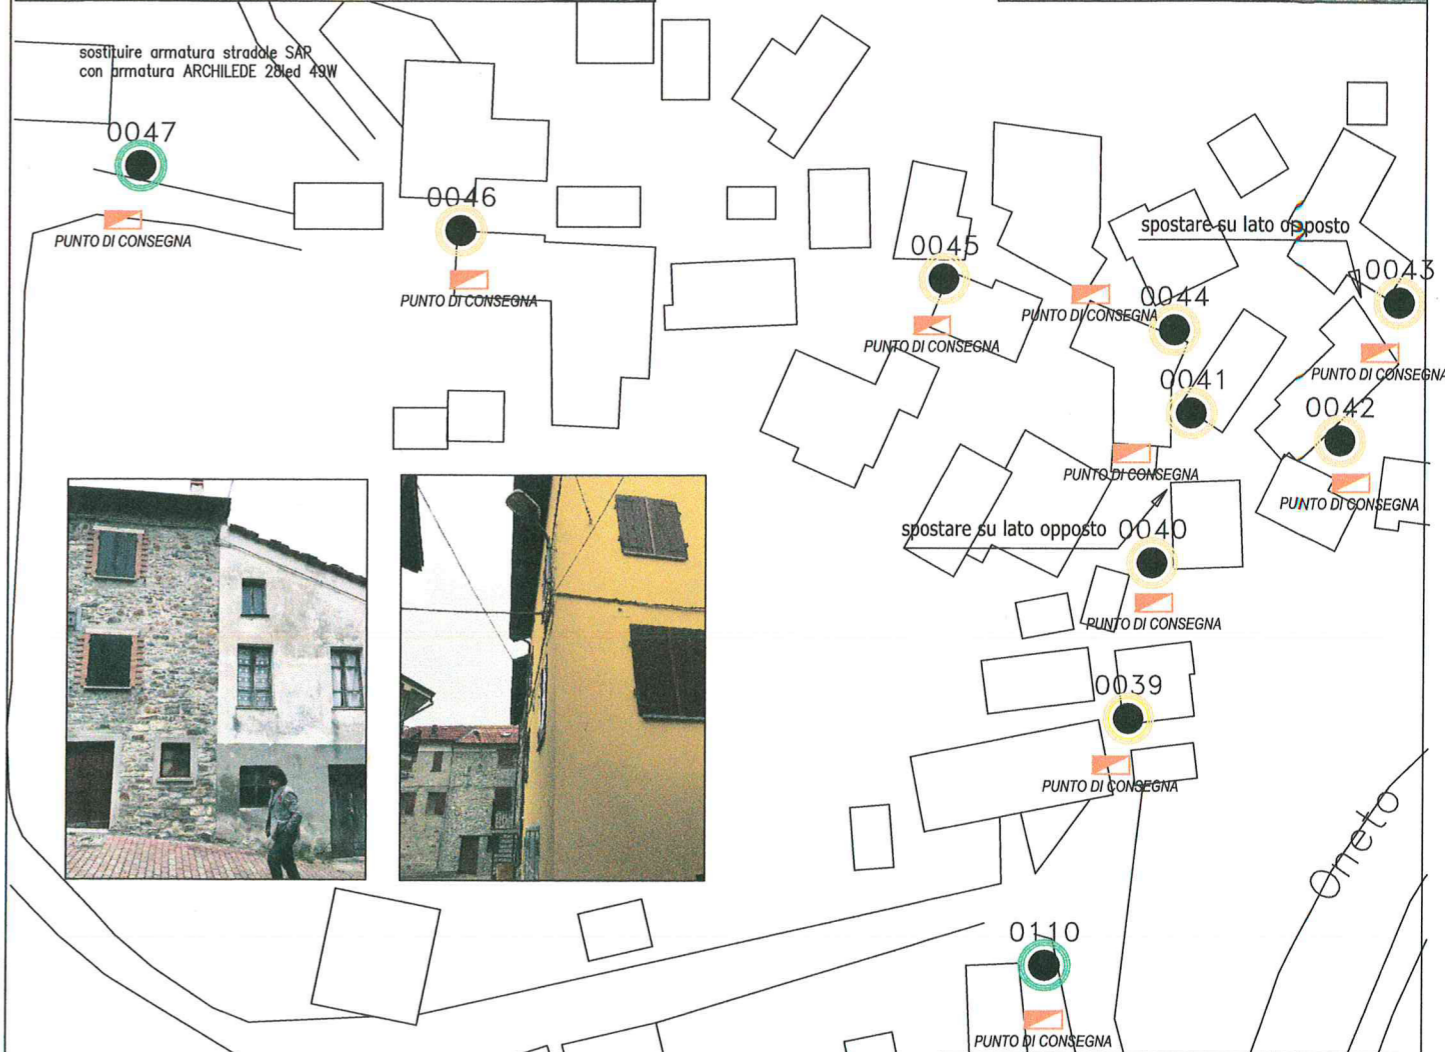 sostituire armatura stradale SAP
con armatura ARCHILEDE 28led 49W
0047
PUNTO DI CONSEGNA
0046
PUNTO DI CONSEGNA
0045
PUNTO DI CONSEGNA
spostare su lato opposto
0043
PUNTO DI CONSEGNA
0044
PUNTO DI CONSEGNA
0041
PUNTO DI CONSEGNA
0042
PUNTO DI CONSEGNA
spostare su lato opposto
0040
PUNTO DI CONSEGNA
0039
PUNTO DI CONSEGNA
Oneto
0110
PUNTO DI CONSEGNA